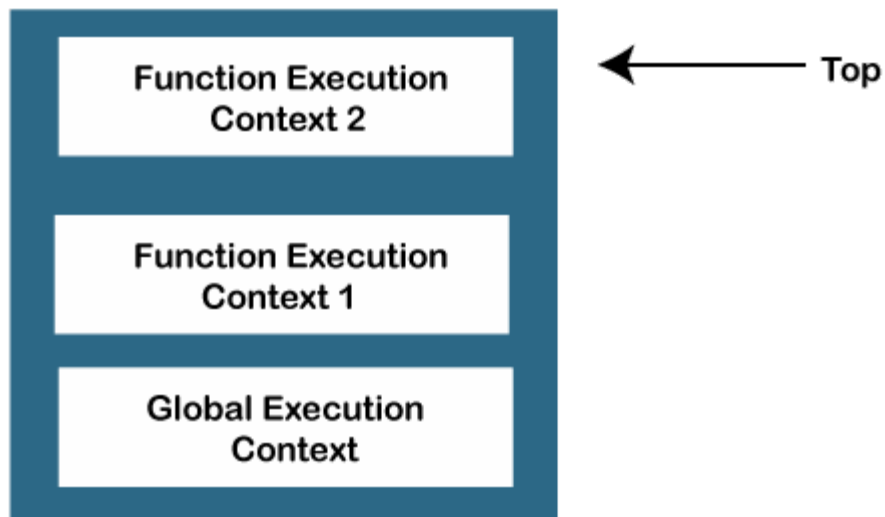 Function Execution
Context 2
Top
Function Execution
Context 1
Global Execution
Context